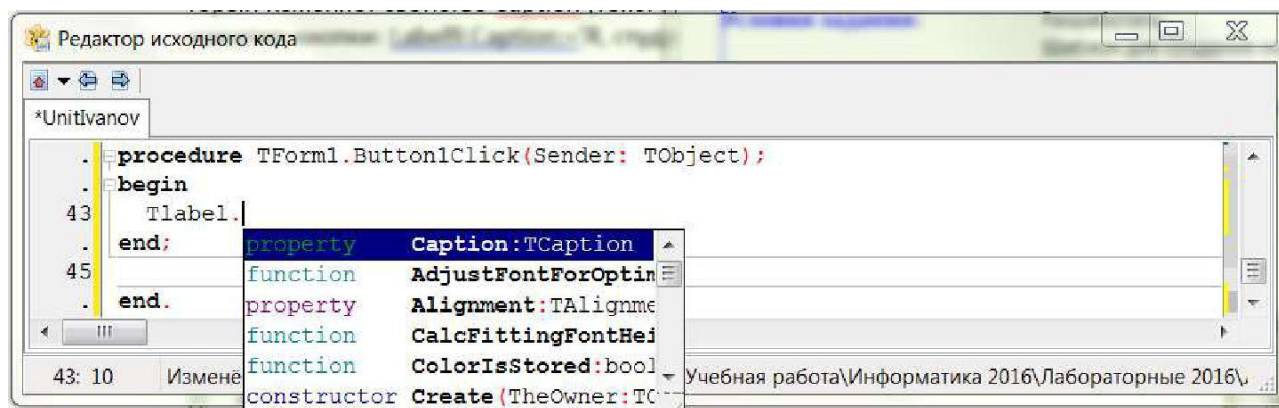 Редактор исходного кода
*UnitIvanov
procedure TForm1.Button1Click(Sender: TObject);
begin
43 Tlabel.
end;
property Caption:TCaption
45
function AdjustFontForOptim
end.
property Alignment:TAlignme
function CalcFittingFontHei
function ColorIsStored:bool
43: 10 Изменё Учебная работа\Информатика 2016\Лабораторные 2016\
constructor Create(TheOwner:TC